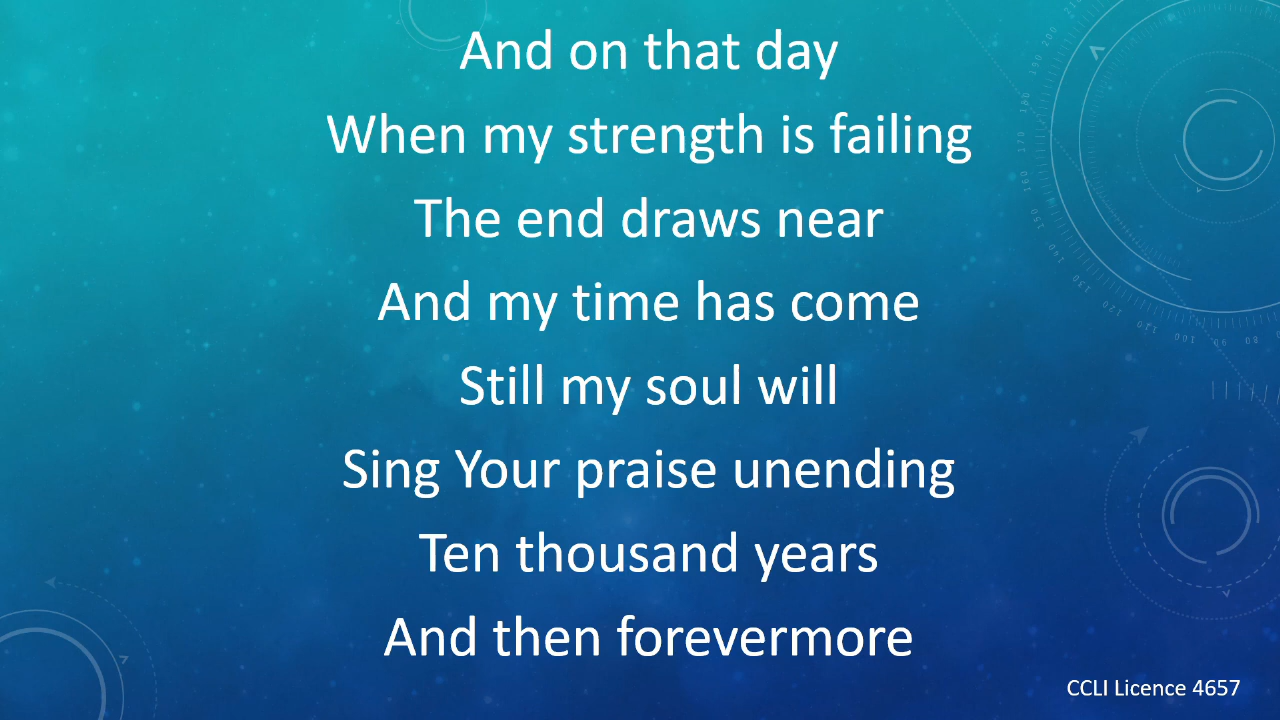 And on that day
When my strength is failing
The end draws near
And my time has come
Still my soul will
Sing Your praise unending
Ten thousand years
And then forevermore
CCLI Licence 4657